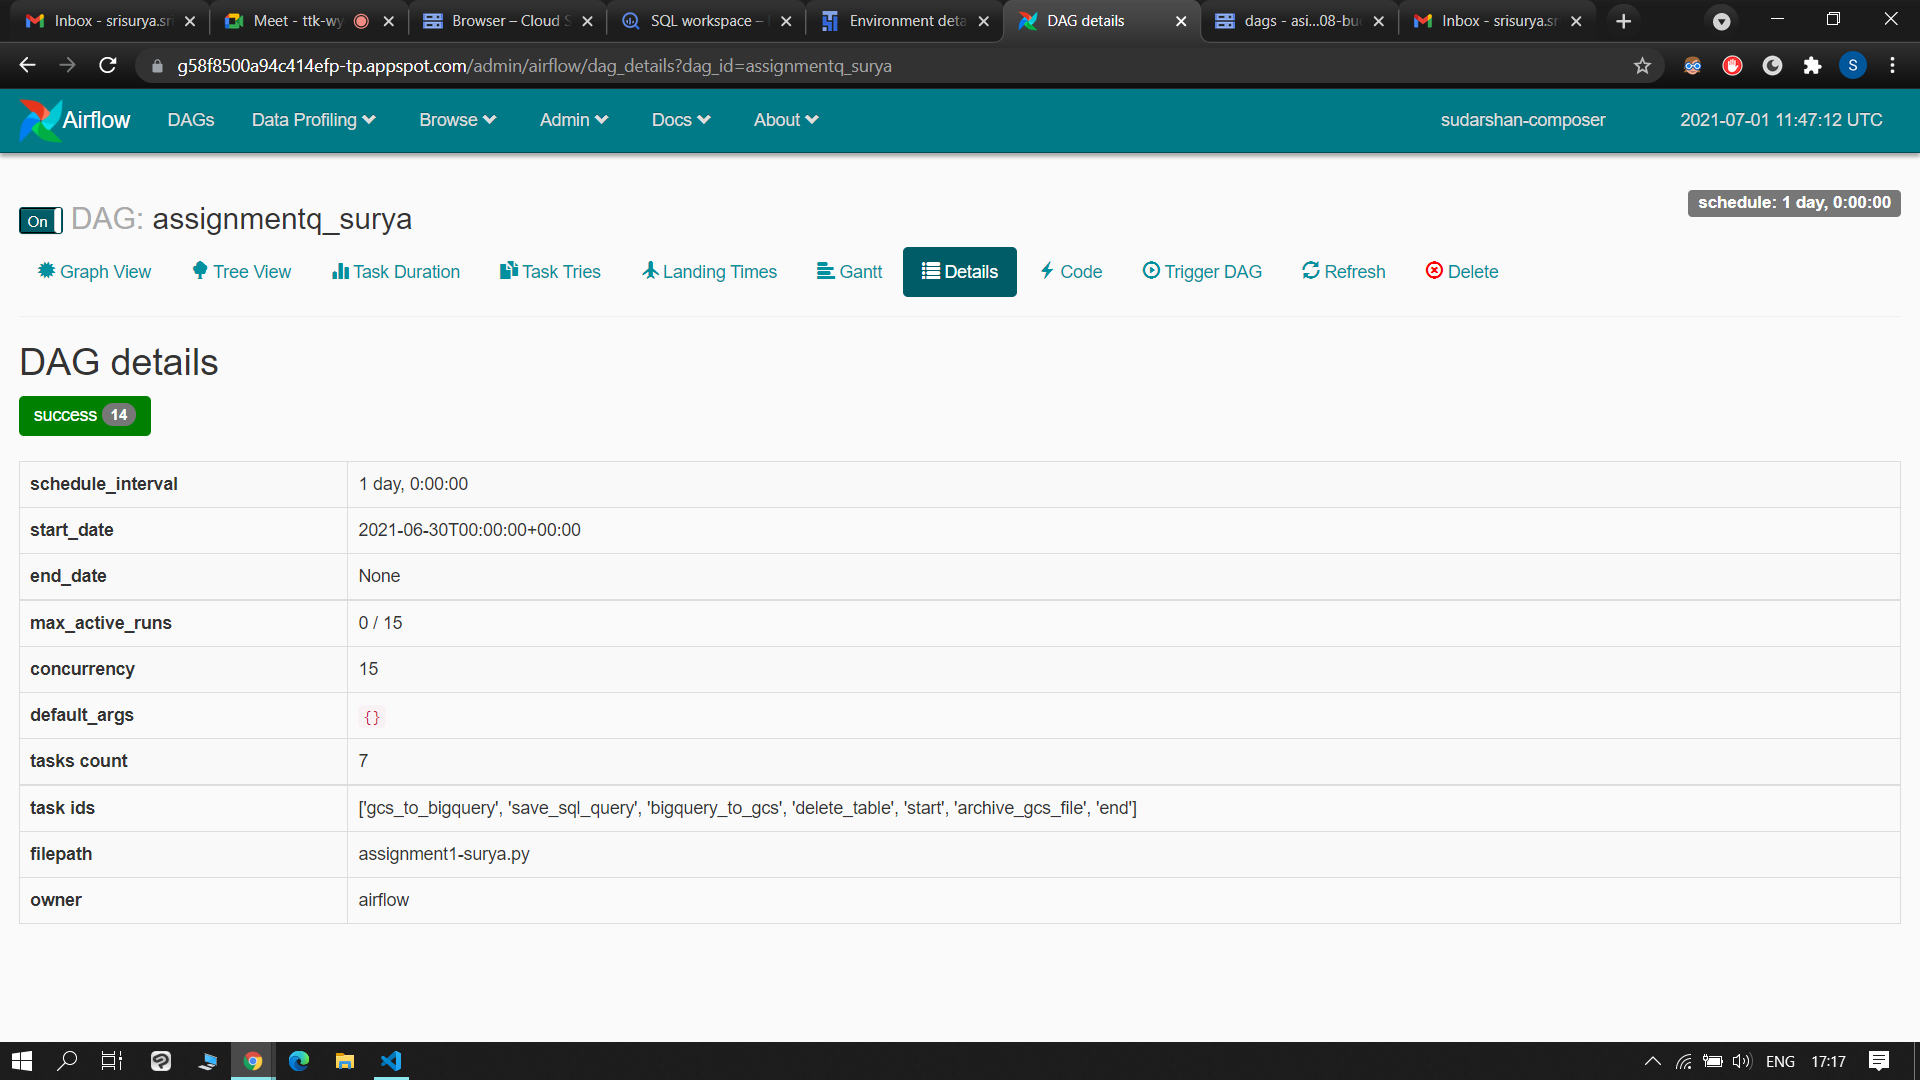 Inbox - srisurya.sri
Meet - ttk-wy
Browser – Cloud S
SQL workspace –
Environment deta
DAG details
dags - asi...08-bu
Inbox - srisurya.sr
g58f8500a94c414efp-tp.appspot.com/admin/airflow/dag_details?dag_id=assignmentq_surya
S
Airflow DAGs Data Profiling Browse Admin Docs About sudarshan-composer 2021-07-01 11:47:12 UTC
On DAG: assignmentq_surya
schedule: 1 day, 0:00:00
Graph View Tree View Task Duration Task Tries Landing Times Gantt Details Code Trigger DAG Refresh Delete
DAG details
success 14
schedule_interval 1 day, 0:00:00
start_date 2021-06-30T00:00:00+00:00
end_date None
max_active_runs 0 / 15
concurrency 15
default_args {}
tasks count 7
task ids ['gcs_to_bigquery', 'save_sql_query', 'bigquery_to_gcs', 'delete_table', 'start', 'archive_gcs_file', 'end']
filepath assignment1-surya.py
owner airflow
ENG 17:17